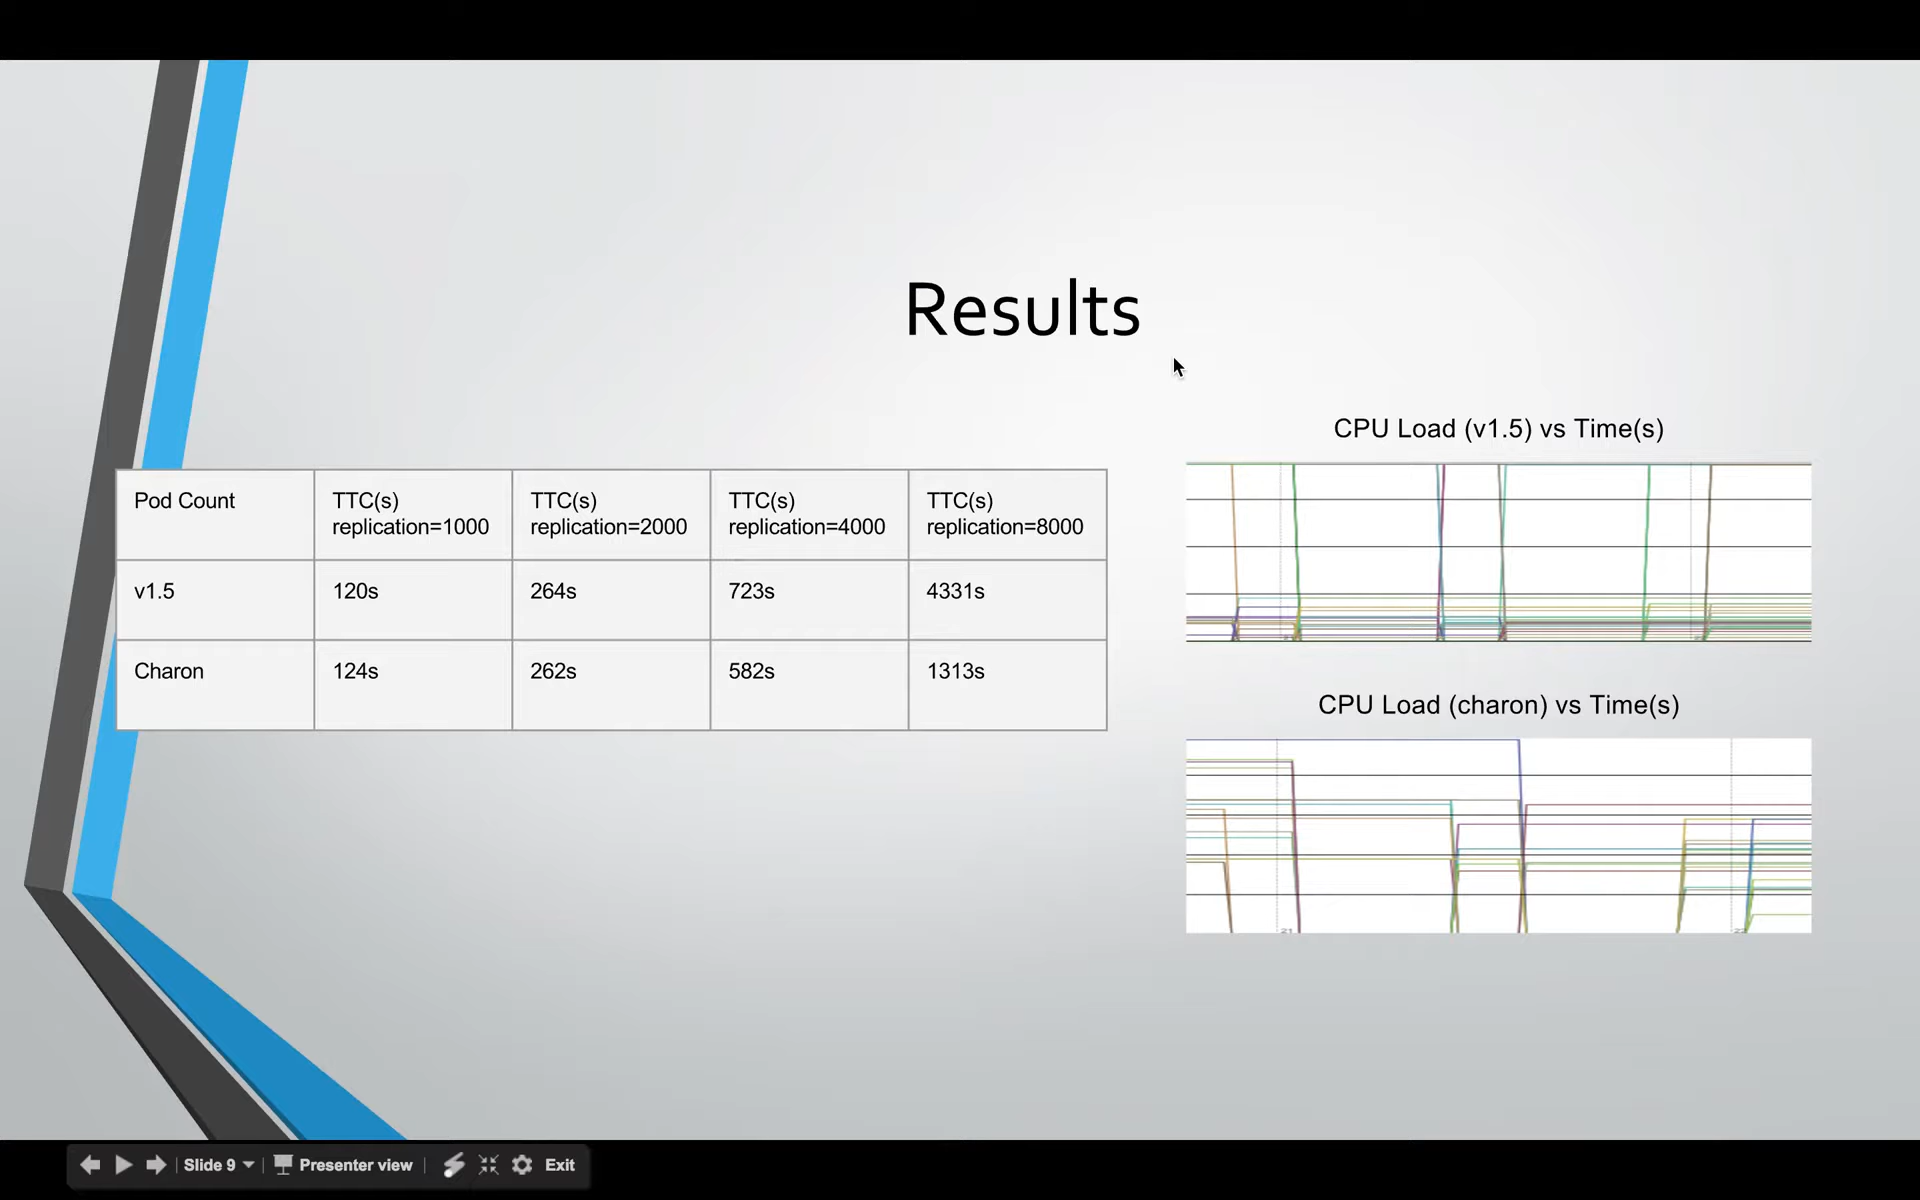 Results
Pod Count
TTC(s)
replication=1000
TTC(s)
replication=2000
TTC(s)
replication=4000
TTC(s)
replication=8000
v1.5
120s
264s
723s
4331s
Charon
124s
262s
582s
1313s
CPU Load (v1.5) vs Time(s)
CPU Load (charon) vs Time(s)
21
22
Slide 9
Presenter view
Exit